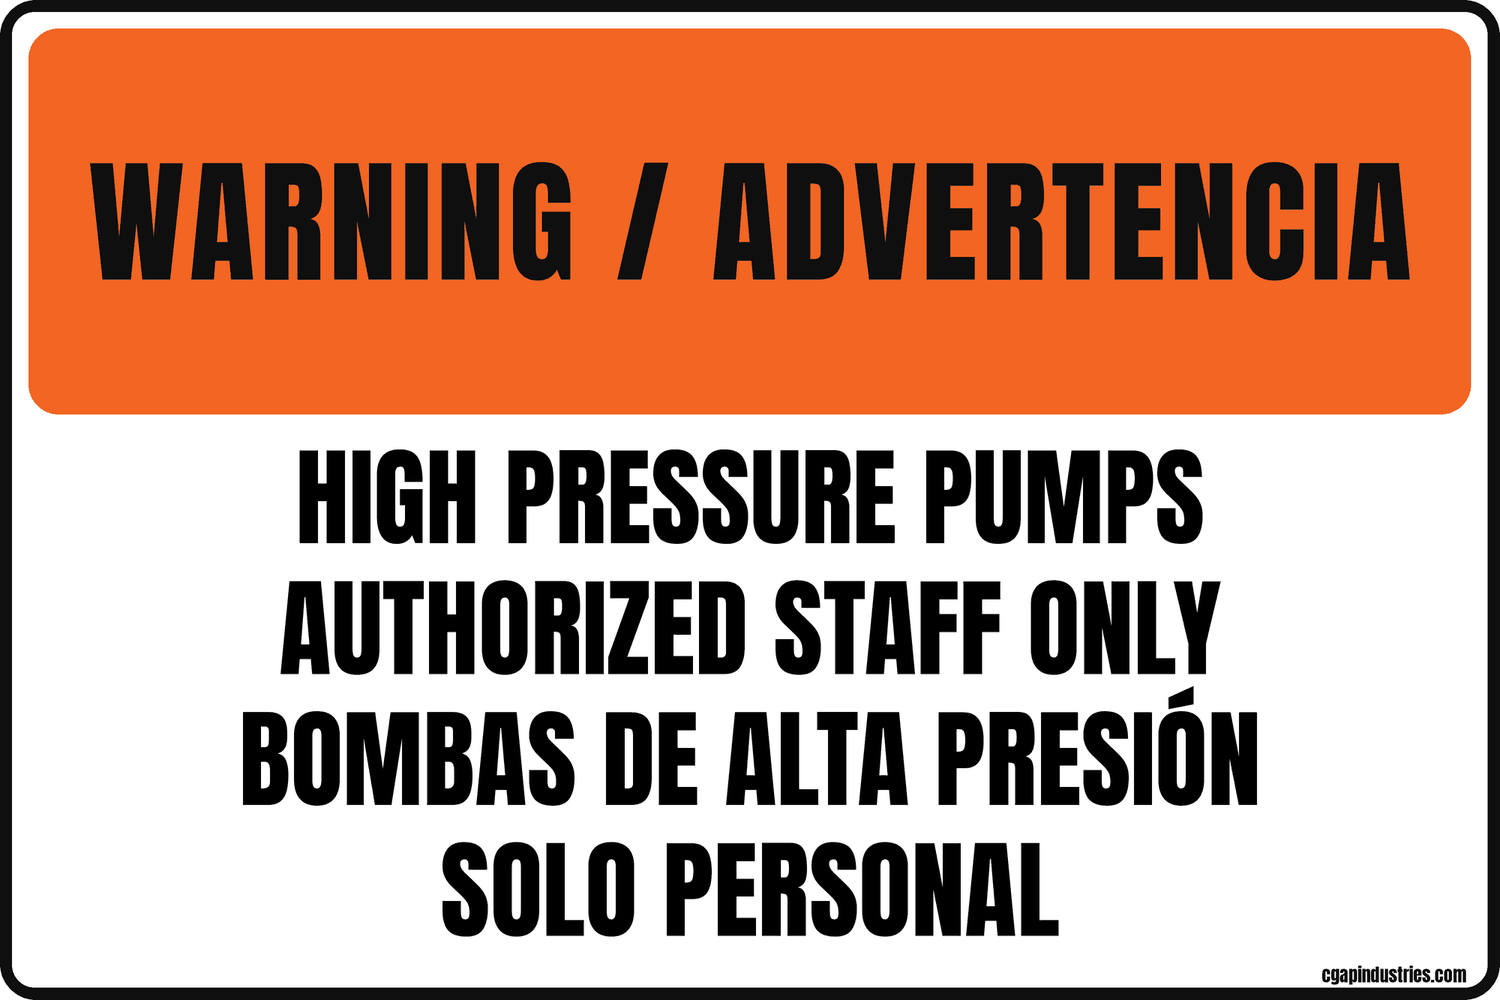 WARNING / ADVERTENCIA
HIGH PRESSURE PUMPS
AUTHORIZED STAFF ONLY
BOMBAS DE ALTA PRESIÓN
SOLO PERSONAL
cgapindustries.com